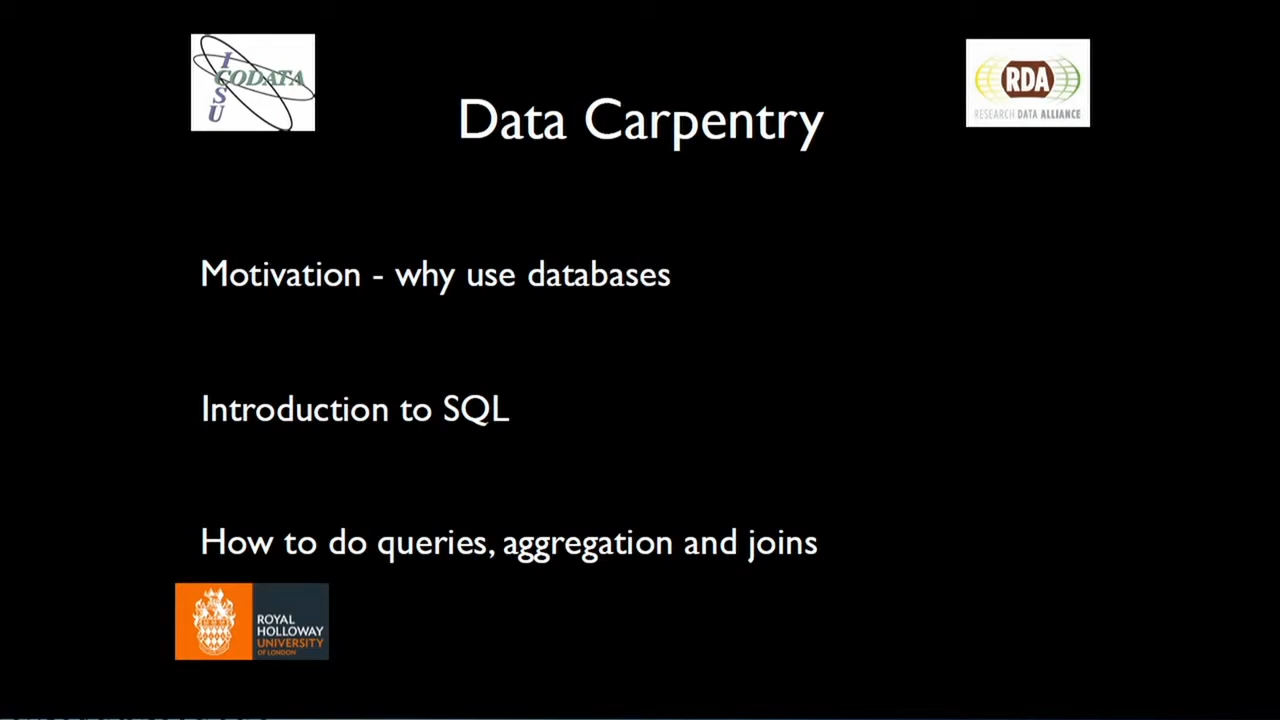 ICSU
CODATA
RDA
RESEARCH DATA ALLIANCE
Data Carpentry
Motivation - why use databases
Introduction to SQL
How to do queries, aggregation and joins
ROYAL
HOLLOWAY
UNIVERSITY
OF LONDON